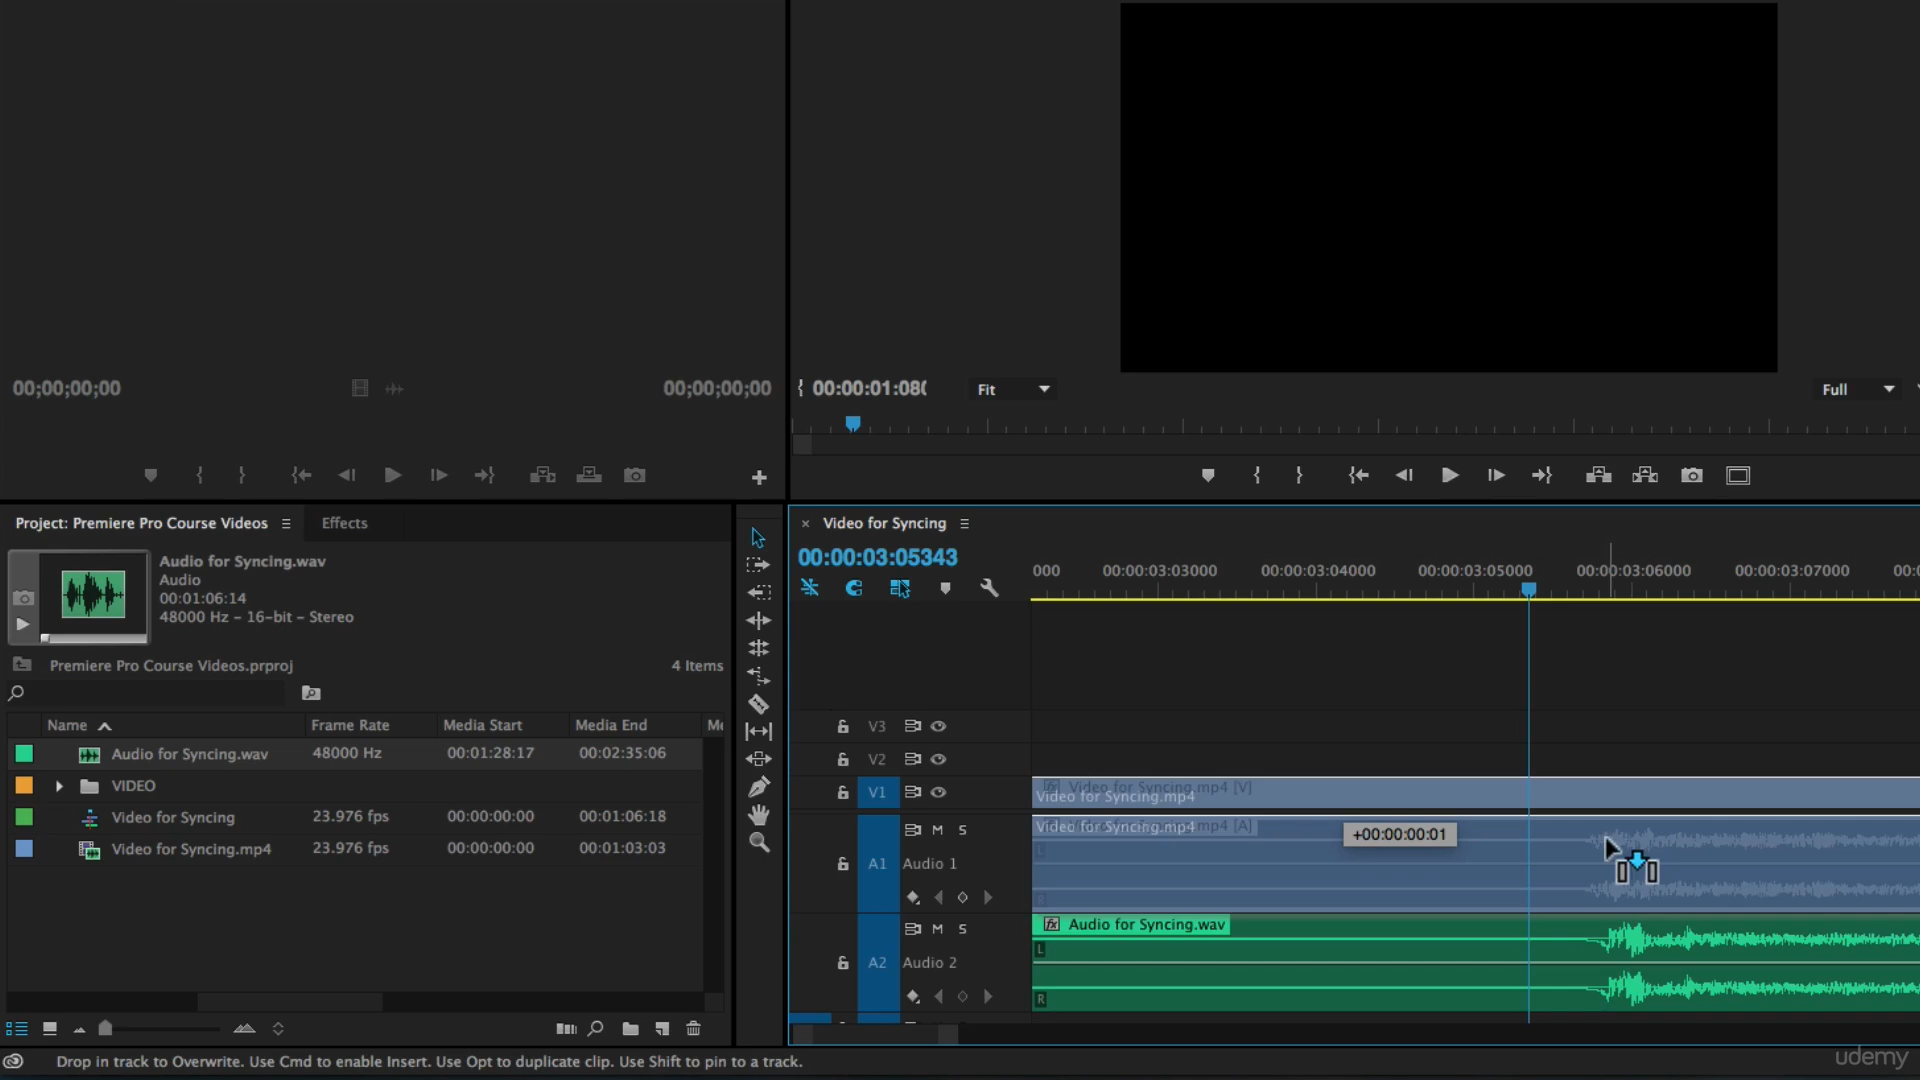 00;00;00;00
00;00;00;00
00:00:01:080
Fit
Full
Project: Premiere Pro Course Videos
Effects
Audio for Syncing.wav
Audio
00:01:06:14
48000 Hz - 16-bit - Stereo
Premiere Pro Course Videos.prproj
4 Items
Name
Frame Rate
Media Start
Media End
Me
Audio for Syncing.wav
48000 Hz
00:01:28:17
00:02:35:06
VIDEO
Video for Syncing
23.976 fps
00:00:00:00
00:01:06:18
Video for Syncing.mp4
23.976 fps
00:00:00:00
00:01:03:03
× Video for Syncing
00:00:03:05343
000
00:00:03:03000
00:00:03:04000
00:00:03:05000
00:00:03:06000
00:00:03:07000
00:
V3
V2
V1
fx Video for Syncing.mp4 [V]
Video for Syncing.mp4
M S
Video for Syncing.mp4
+00:00:00:01
A1 Audio 1
L
R
M S
fx Audio for Syncing.wav
L
A2 Audio 2
R
Drop in track to Overwrite. Use Cmd to enable Insert. Use Opt to duplicate clip. Use Shift to pin to a track.
udemy